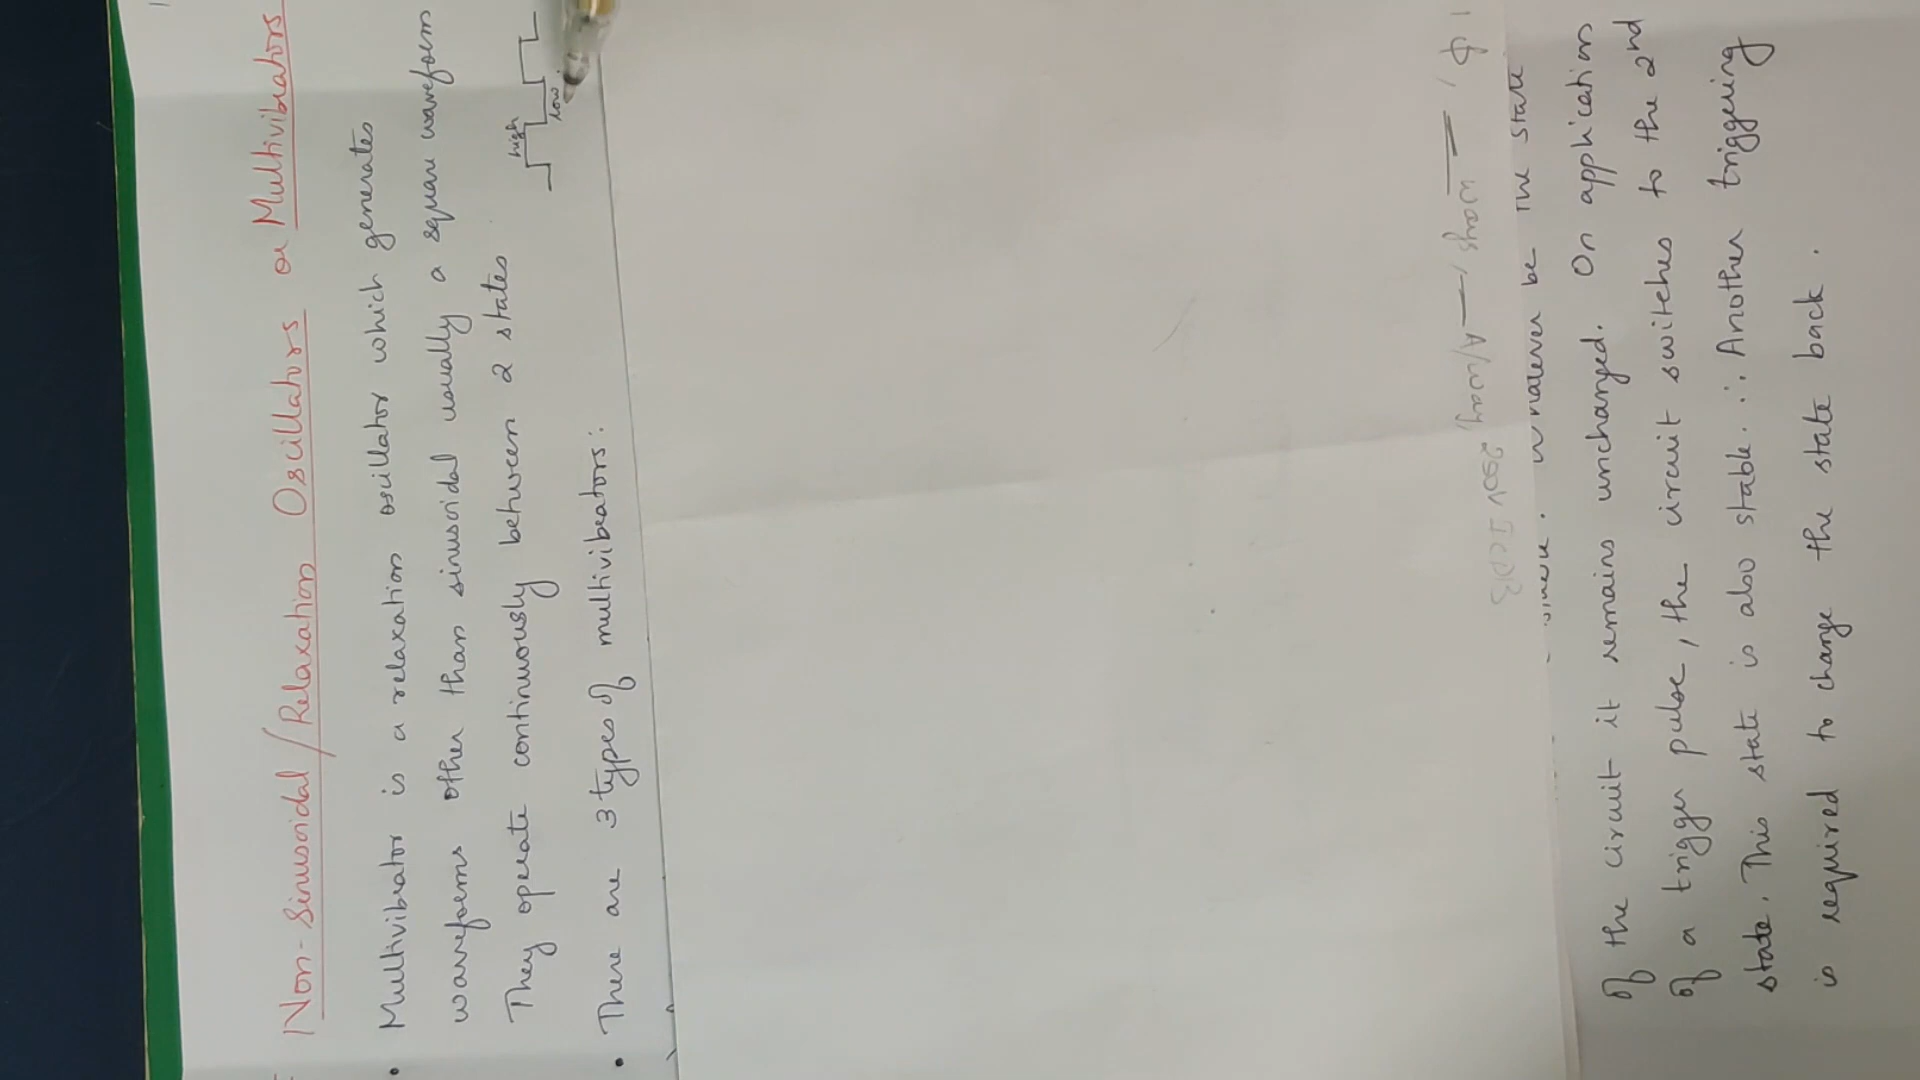 Non-Sinusoidal/Relaxation Oscillators or Multivibrators
• Multivibrator is a relaxation oscillator which generates
waveforms other than sinusoidal usually a square waveform
They operate continuously between 2 states
high
low
• There are 3 types of multivibrators:
whatever be the state
of the circuit it remains unchanged. On application
of a trigger pulse, the circuit switches to the 2nd
state. This state is also stable. ∴ Another triggering
is required to change the state back.